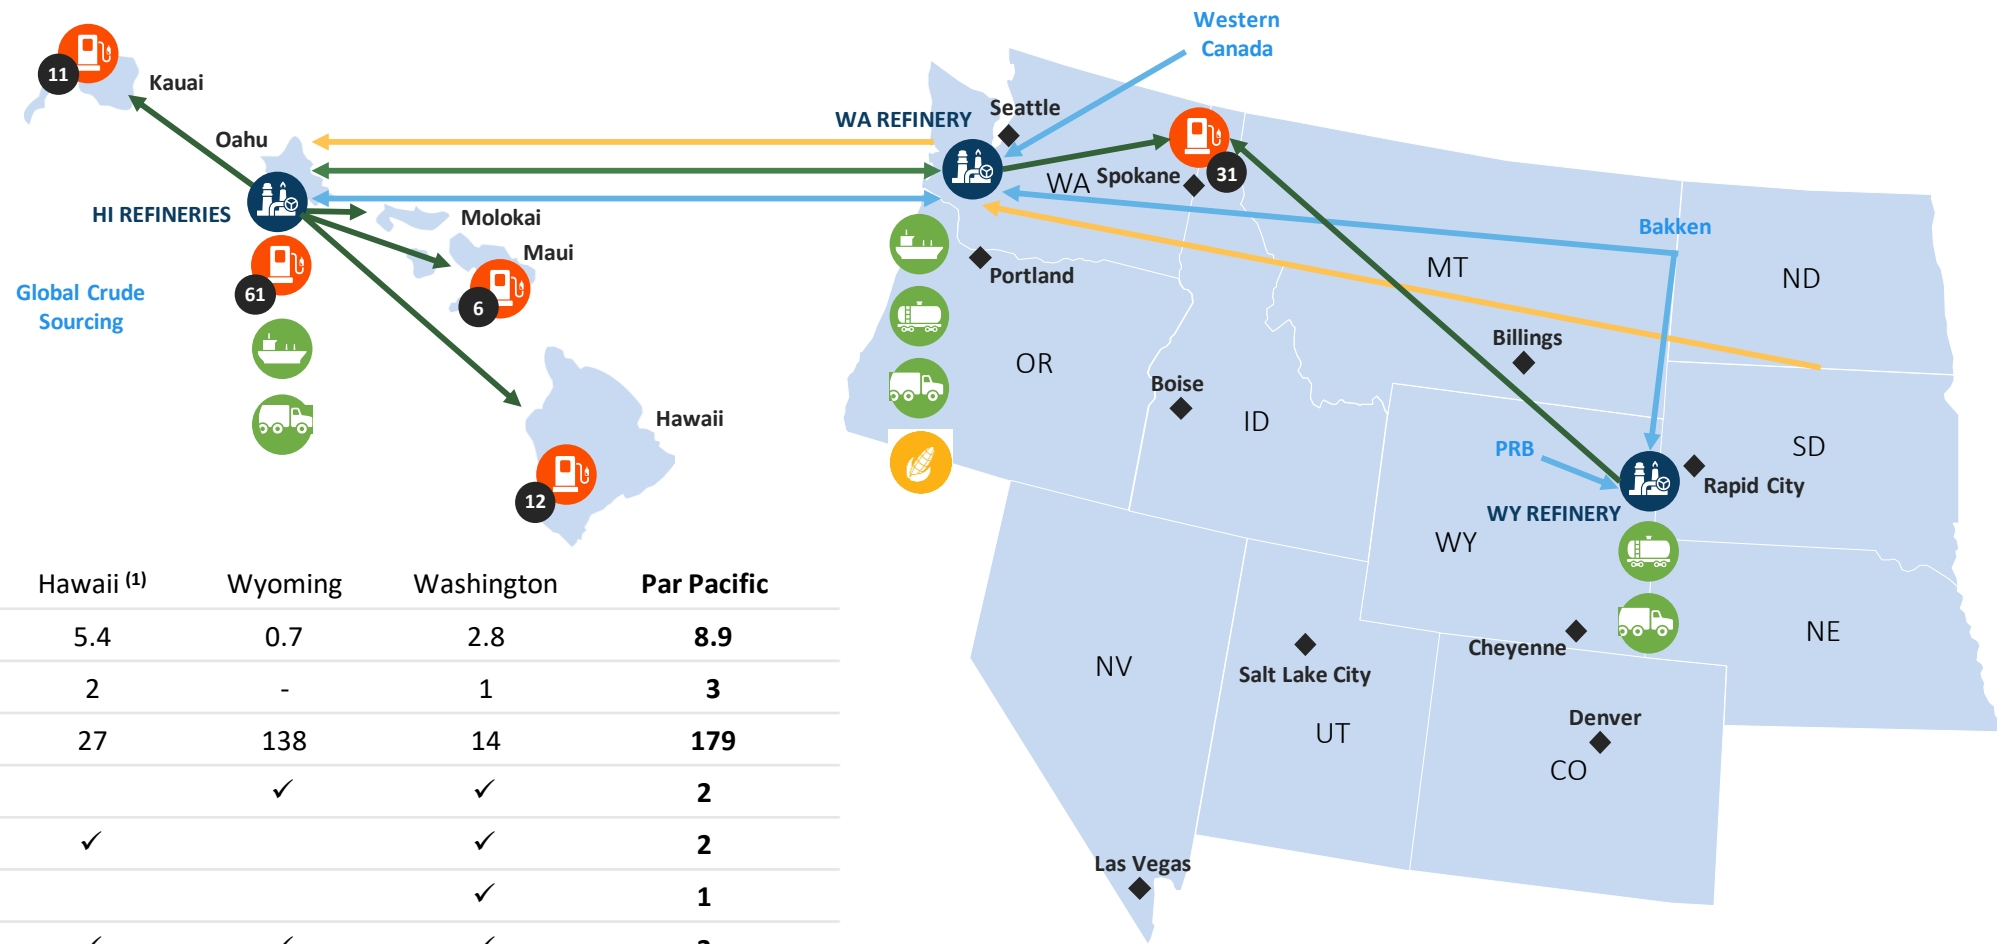 Western
Canada
11
Kauai
Oahu
WA REFINERY
Seattle
HI REFINERIES
Molokai
Maui
WA
Spokane
31
Bakken
MT
ND
Portland
61
6
Global Crude
Sourcing
Billings
OR
Boise
ID
Hawaii
PRB
SD
Rapid City
12
WY REFINERY
WY
Cheyenne
NE
NV
Salt Lake City
UT
Denver
CO
Las Vegas
Hawaii (1) Wyoming Washington Par Pacific
5.4 0.7 2.8 8.9
2 - 1 3
27 138 14 179
✓ ✓ 2
✓ ✓ 2
✓ 1